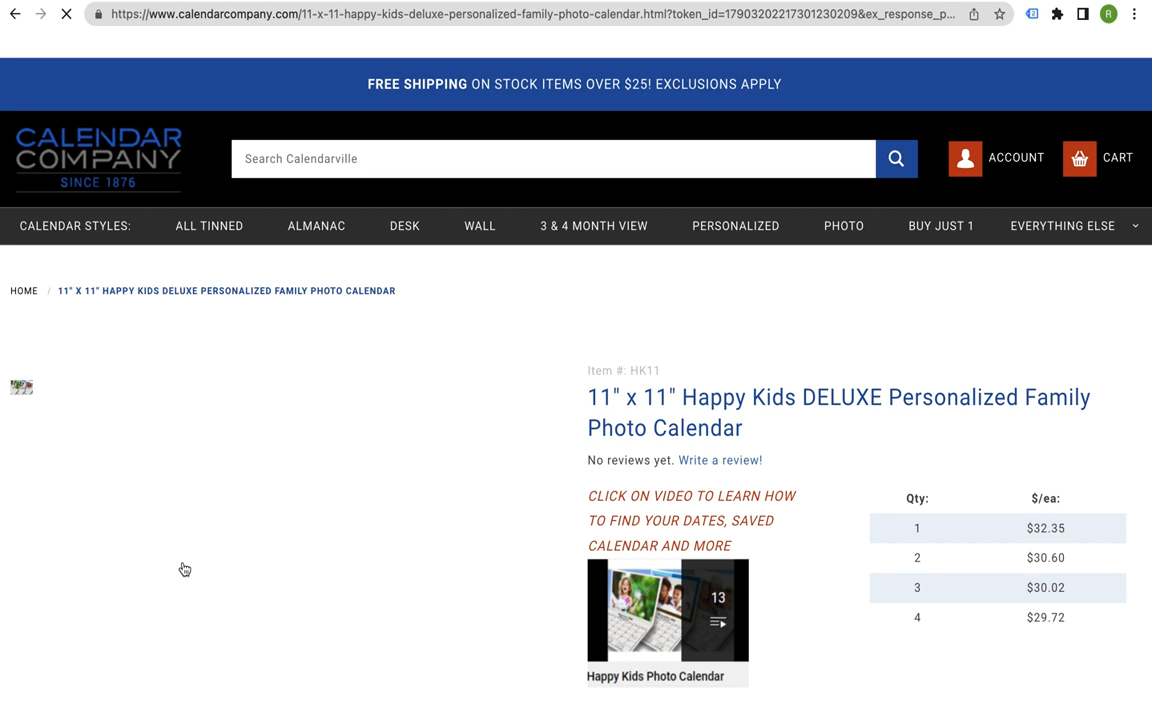 https://www.calendarcompany.com/11-x-11-happy-kids-deluxe-personalized-family-photo-calendar.html?token_id=17903202217301230209&ex_response_p...
R
FREE SHIPPING ON STOCK ITEMS OVER $25! EXCLUSIONS APPLY
CALENDAR
COMPANY
SINCE 1876
Search Calendarville
ACCOUNT
CART
CALENDAR STYLES: ALL TINNED ALMANAC DESK WALL 3 & 4 MONTH VIEW PERSONALIZED PHOTO BUY JUST 1 EVERYTHING ELSE
HOME / 11" X 11" HAPPY KIDS DELUXE PERSONALIZED FAMILY PHOTO CALENDAR
Item #: HK11
11" x 11" Happy Kids DELUXE Personalized Family
Photo Calendar
No reviews yet. Write a review!
CLICK ON VIDEO TO LEARN HOW
TO FIND YOUR DATES, SAVED
CALENDAR AND MORE
13
Happy Kids Photo Calendar
Qty: $/ea:
1 $32.35
2 $30.60
3 $30.02
4 $29.72